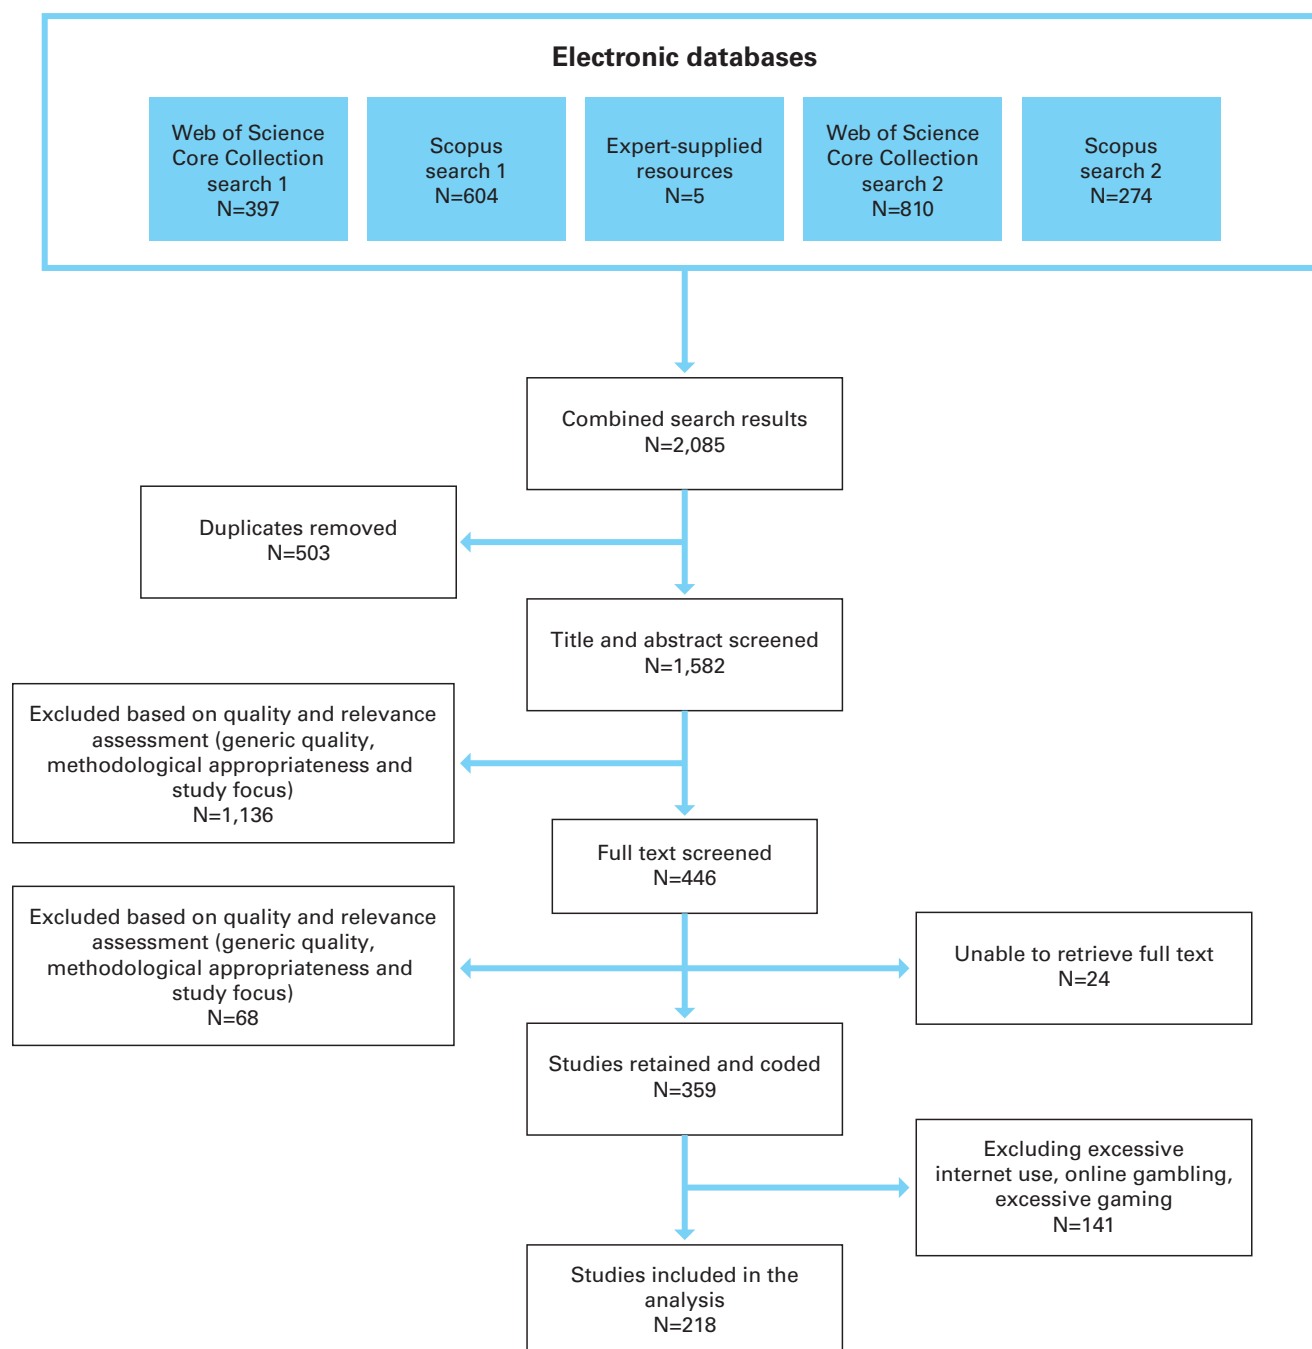 Electronic databases
Web of Science
Core Collection
search 1
N=397
Scopus
search 1
N=604
Expert-supplied
resources
N=5
Web of Science
Core Collection
search 2
N=810
Scopus
search 2
N=274
Combined search results
N=2,085
Duplicates removed
N=503
Title and abstract screened
N=1,582
Excluded based on quality and relevance
assessment (generic quality,
methodological appropriateness and
study focus)
N=1,136
Full text screened
N=446
Excluded based on quality and relevance
assessment (generic quality,
methodological appropriateness and
study focus)
N=68
Unable to retrieve full text
N=24
Studies retained and coded
N=359
Excluding excessive
internet use, online gambling,
excessive gaming
N=141
Studies included in the
analysis
N=218